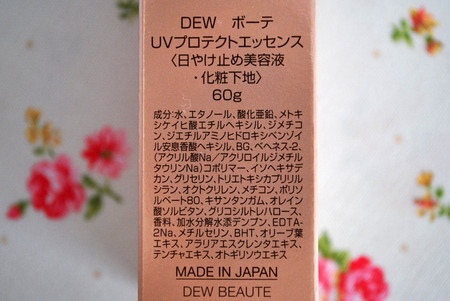 DEW ボーテ
UVプロテクトエッセンス
〈日やけ止め美容液
・化粧下地〉
60g
成分:水、エタノール、酸化亜鉛、メトキ
シケイヒ酸エチルヘキシル、ジメチコン、
ジエチルアミノヒドロキシベンゾイ
ル安息香酸ヘキシル、BG、ベヘネス-2、
(アクリル酸Na/アクリロイルジメチル
タウリンNa)コポリマー、イソヘキサデ
カン、グリセリン、トリエトキシカプリリル
シラン、オクトクリレン、メチコン、ポリソ
ルベート80、キサンタンガム、オレイン
酸ソルビタン、グリコシルトレハロース、
香料、加水分解水添デンプン、EDTA-
2Na、メチルセリン、BHT、オリーブ葉
エキス、アラリアエスクレンタエキス、
テンチャエキス、オトギリソウエキス
MADE IN JAPAN
DEW BEAUTE